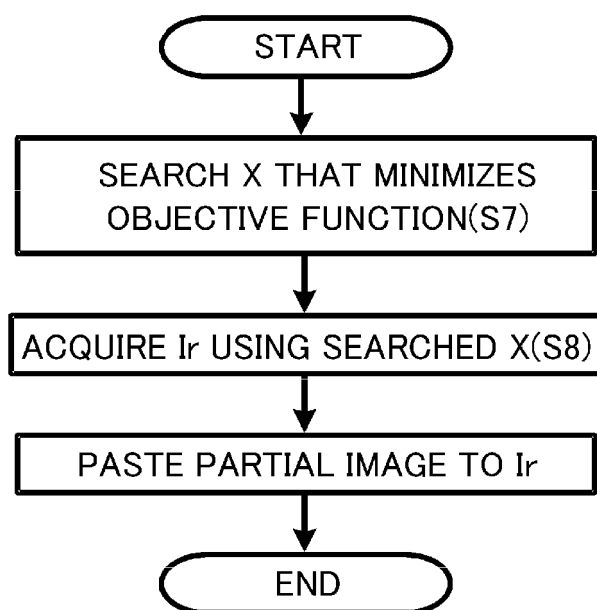 START
SEARCH X THAT MINIMIZES
OBJECTIVE FUNCTION(S7)
ACQUIRE Ir USING SEARCHED X(S8)
PASTE PARTIAL IMAGE TO Ir
END